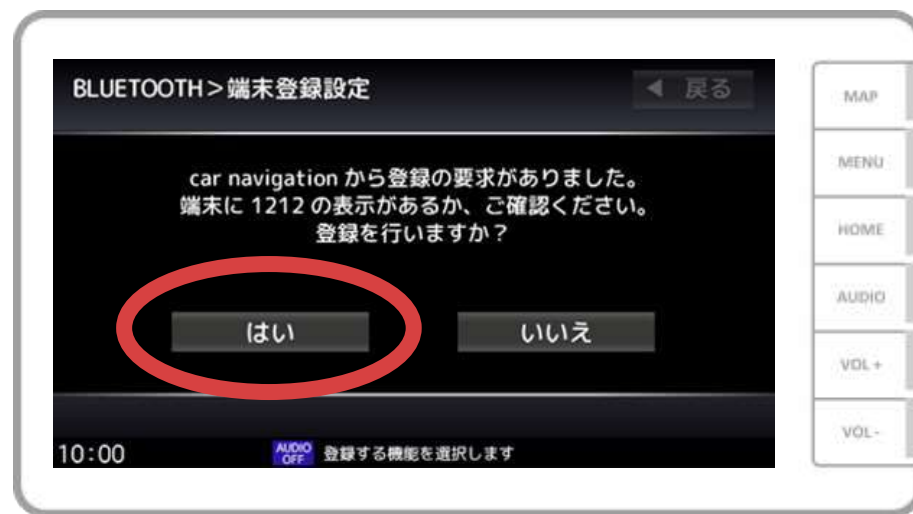 BLUETOOTH>端末登録設定
◀ 戻る
car navigation から登録の要求がありました。
端末に 1212 の表示があるか、ご確認ください。
登録を行いますか？
はい
いいえ
10:00
AUDIO OFF
登録する機能を選択します
MAP
MENU
HOME
AUDIO
VOL+
VOL-